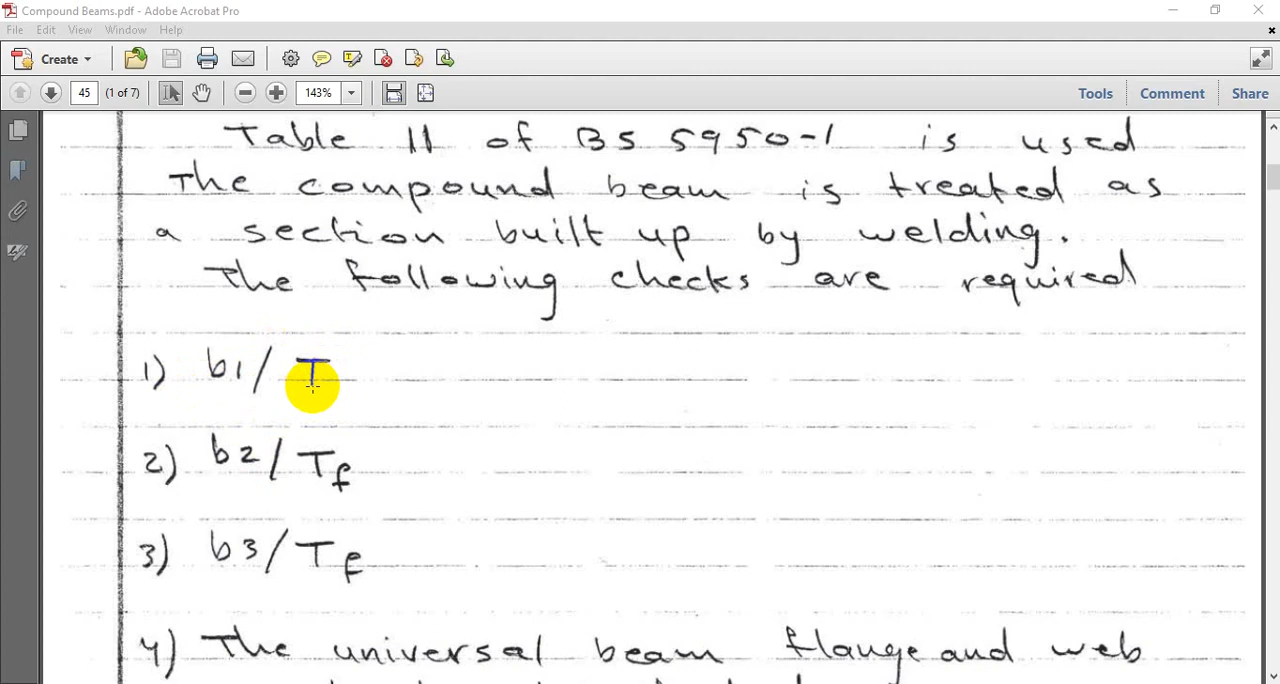 Compound Beams.pdf - Adobe Acrobat Pro
File Edit View Window Help
Create
45 (1 of 7) 143% Tools Comment Share
Table 11 of BS 5950-1 is used
The compound beam is treated as
a section built up by welding.
The following checks are required
1) b1/ T
2) b2/ Tf
3) b3/ Tf
4) The universal beam flange and web